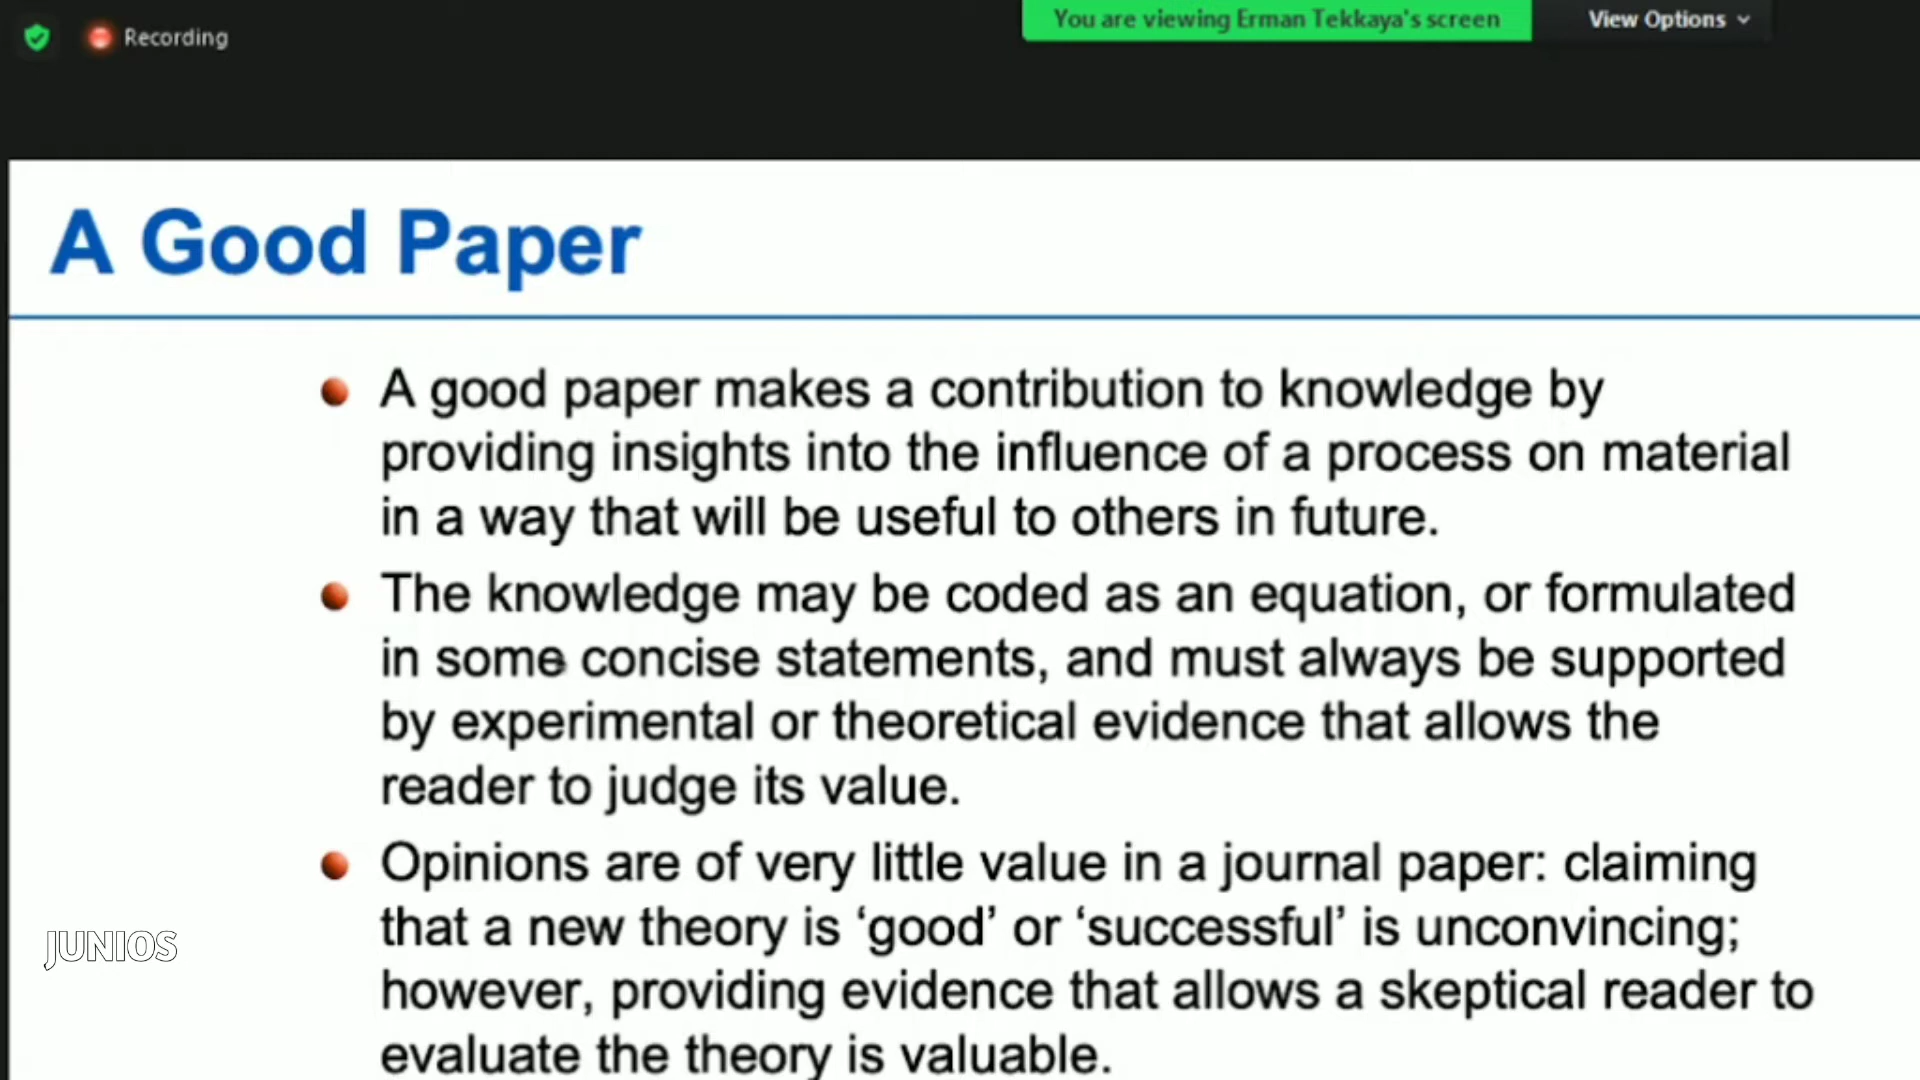 Recording
You are viewing Erman Tekkaya's screen
View Options
A Good Paper
A good paper makes a contribution to knowledge by
providing insights into the influence of a process on material
in a way that will be useful to others in future.
The knowledge may be coded as an equation, or formulated
in some concise statements, and must always be supported
by experimental or theoretical evidence that allows the
reader to judge its value.
Opinions are of very little value in a journal paper: claiming
that a new theory is ‘good’ or ‘successful’ is unconvincing;
however, providing evidence that allows a skeptical reader to
evaluate the theory is valuable.
JUNIOS